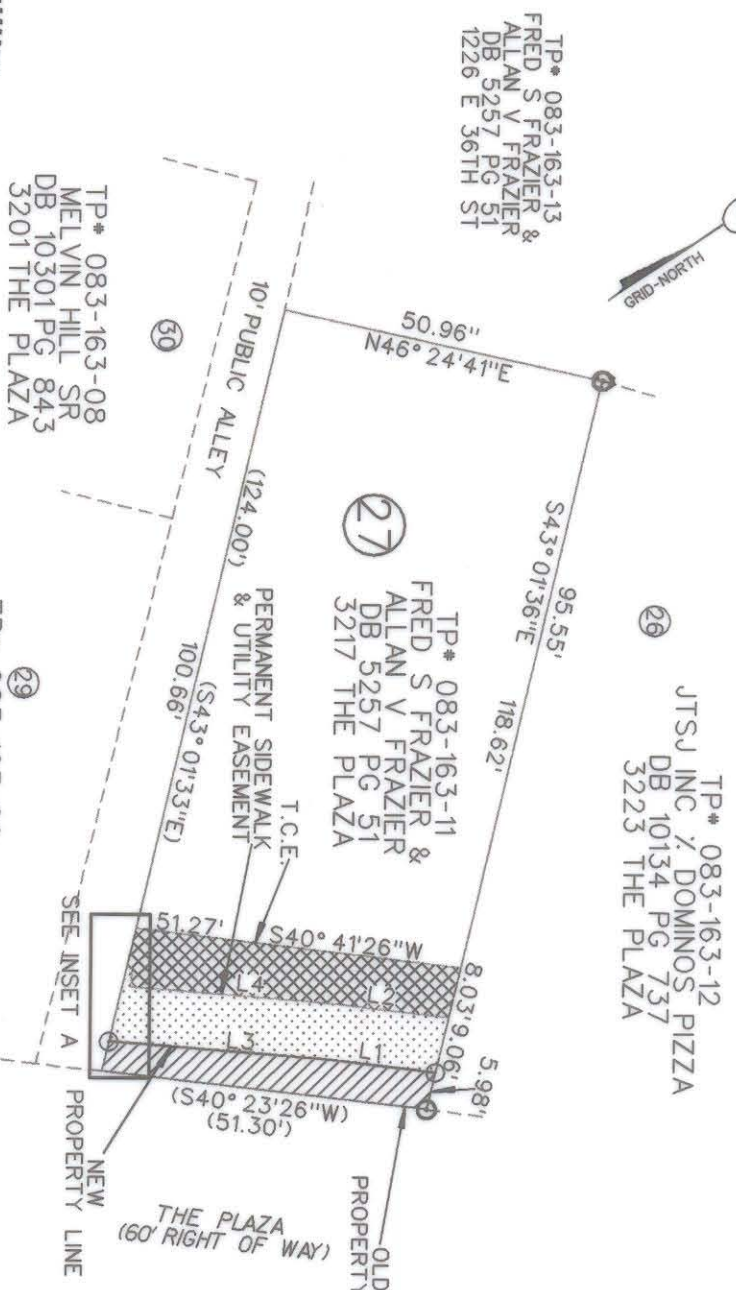 TP# 083-163-12
JTSJ INC % DOMINOS PIZZA
DB 10134 PG 737
3223 THE PLAZA
26
TP# 083-163-13
FRED S FRAZIER &
ALLAN V FRAZIER
DB 5257 PG 51
1226 E 36TH ST
GRID-NORTH
50.96"
N46° 24'41"E
95.55'
S43° 01'36"E
118.62'
27
TP# 083-163-11
FRED S FRAZIER &
ALLAN V FRAZIER
DB 5257 PG 51
3217 THE PLAZA
T.C.E.
PERMANENT SIDEWALK
& UTILITY EASEMENT
10' PUBLIC ALLEY
(124.00')
(S43° 01'33"E)
100.66'
30
TP# 083-163-08
MELVIN HILL SR
DB 10301 PG 843
3201 THE PLAZA
29
51.27'
S40° 41'26"W
8.03'
9.06'
5.98'
L4
L2
L3
L1
(S40° 23'26"W)
(51.30')
SEE INSET A
NEW
PROPERTY LINE
OLD
PROPERTY
THE PLAZA
(60' RIGHT OF WAY)